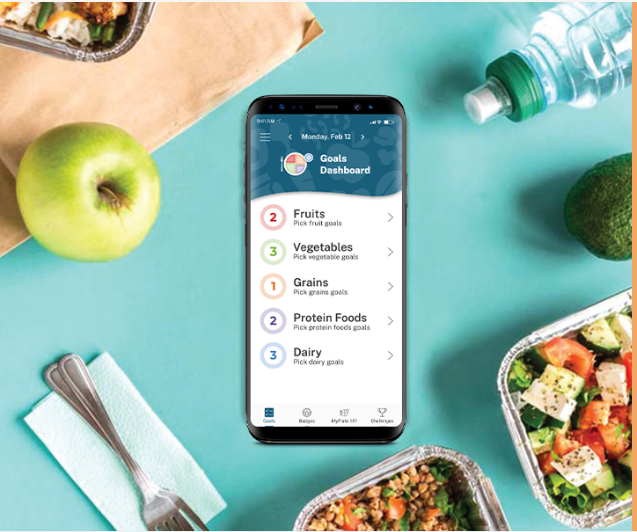 9:41 AM
Monday, Feb 12
Goals
Dashboard
2
Fruits
Pick fruit goals
3
Vegetables
Pick vegetable goals
1
Grains
Pick grains goals
2
Protein Foods
Pick protein foods goals
3
Dairy
Pick dairy goals
Goals
Badges
MyPlate 101
Challenges